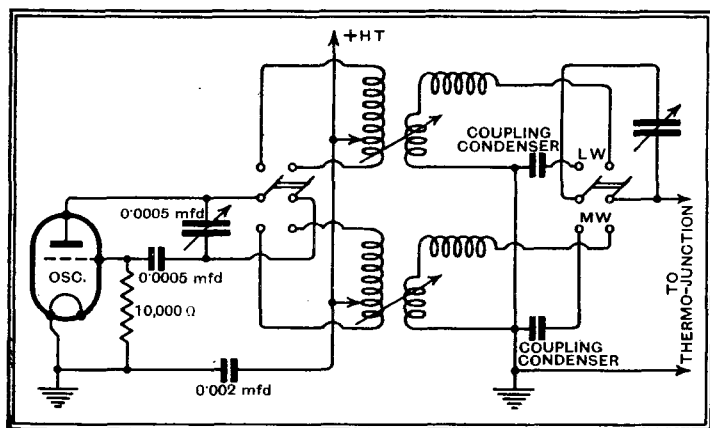 +HT
COUPLING
CONDENSER
LW
0·0005 mfd
MW
OSC.
0·0005 mfd
10,000 Ω
TO
THERMO-JUNCTION
COUPLING
CONDENSER
0·002 mfd